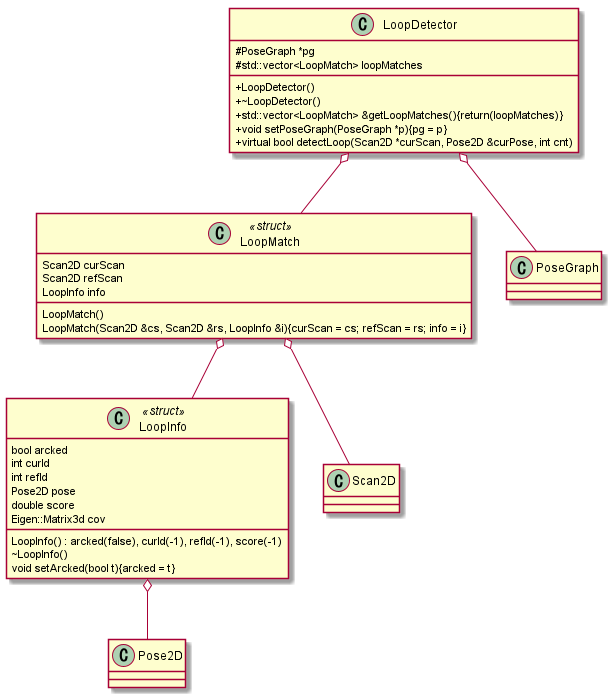 C LoopDetector
#PoseGraph *pg
#std::vector<LoopMatch> loopMatches
+LoopDetector()
+~LoopDetector()
+std::vector<LoopMatch> &getLoopMatches(){return(loopMatches)}
+void setPoseGraph(PoseGraph *p){pg = p}
+virtual bool detectLoop(Scan2D *curScan, Pose2D &curPose, int cnt)
C «struct»
LoopMatch
Scan2D curScan
Scan2D refScan
LoopInfo info
LoopMatch()
LoopMatch(Scan2D &cs, Scan2D &rs, LoopInfo &i){curScan = cs; refScan = rs; info = i}
C PoseGraph
C «struct»
LoopInfo
bool arcked
int curId
int refId
Pose2D pose
double score
Eigen::Matrix3d cov
LoopInfo() : arcked(false), curId(-1), refId(-1), score(-1)
~LoopInfo()
void setArcked(bool t){arcked = t}
C Scan2D
C Pose2D